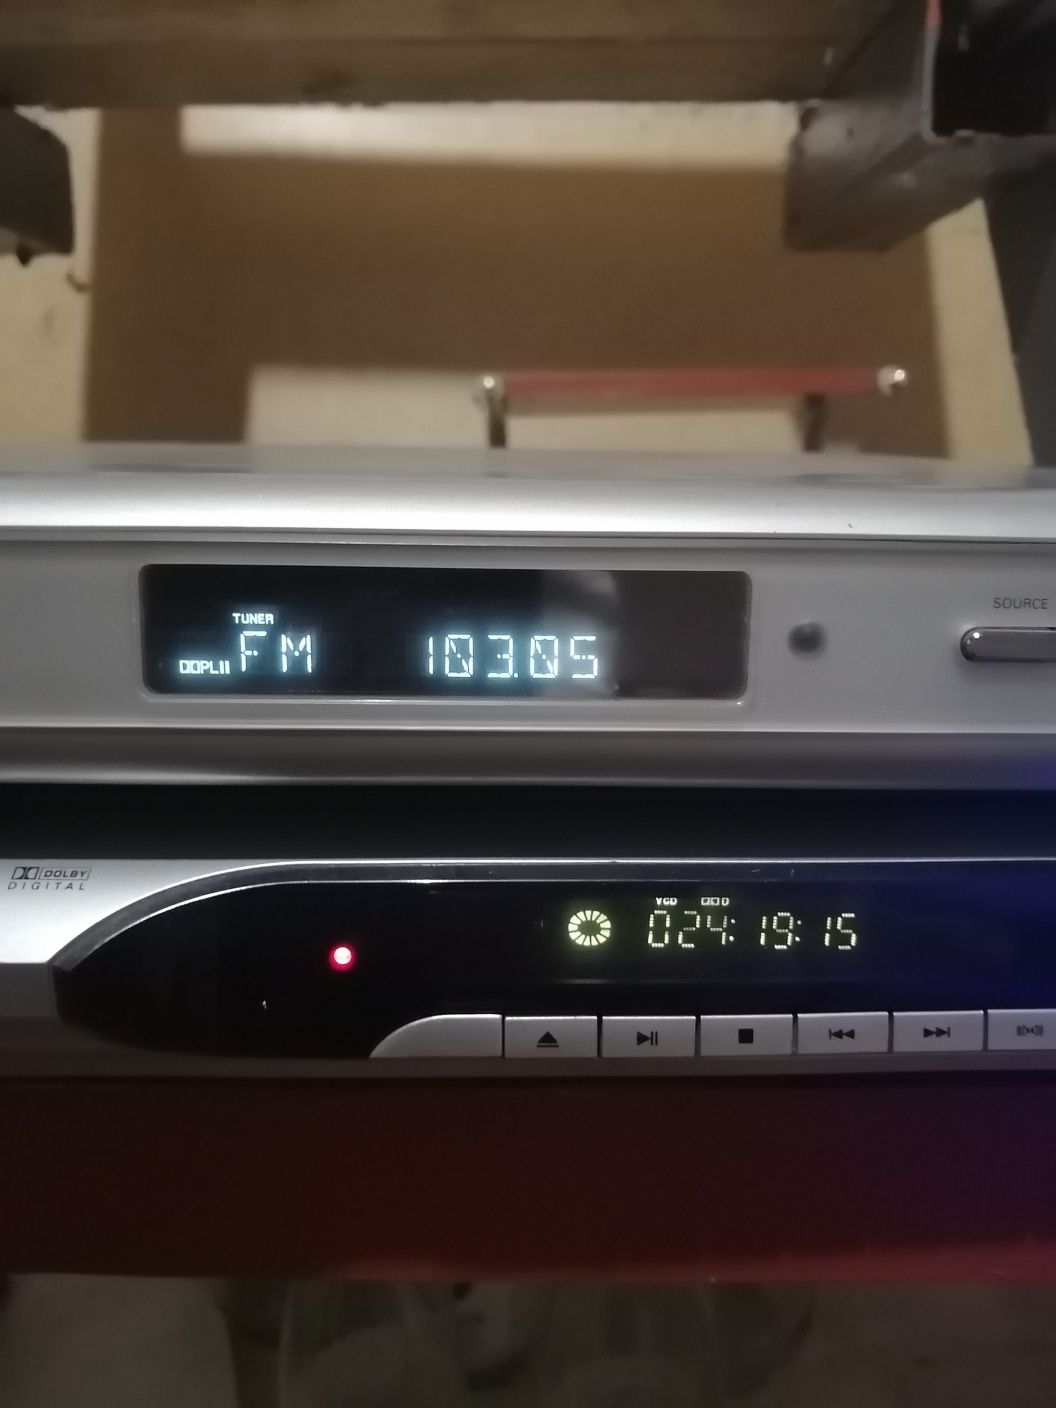 TUNER
SOURCE
PLII FM 103.05
DOLBY
DIGITAL
VCD D
024:19:15